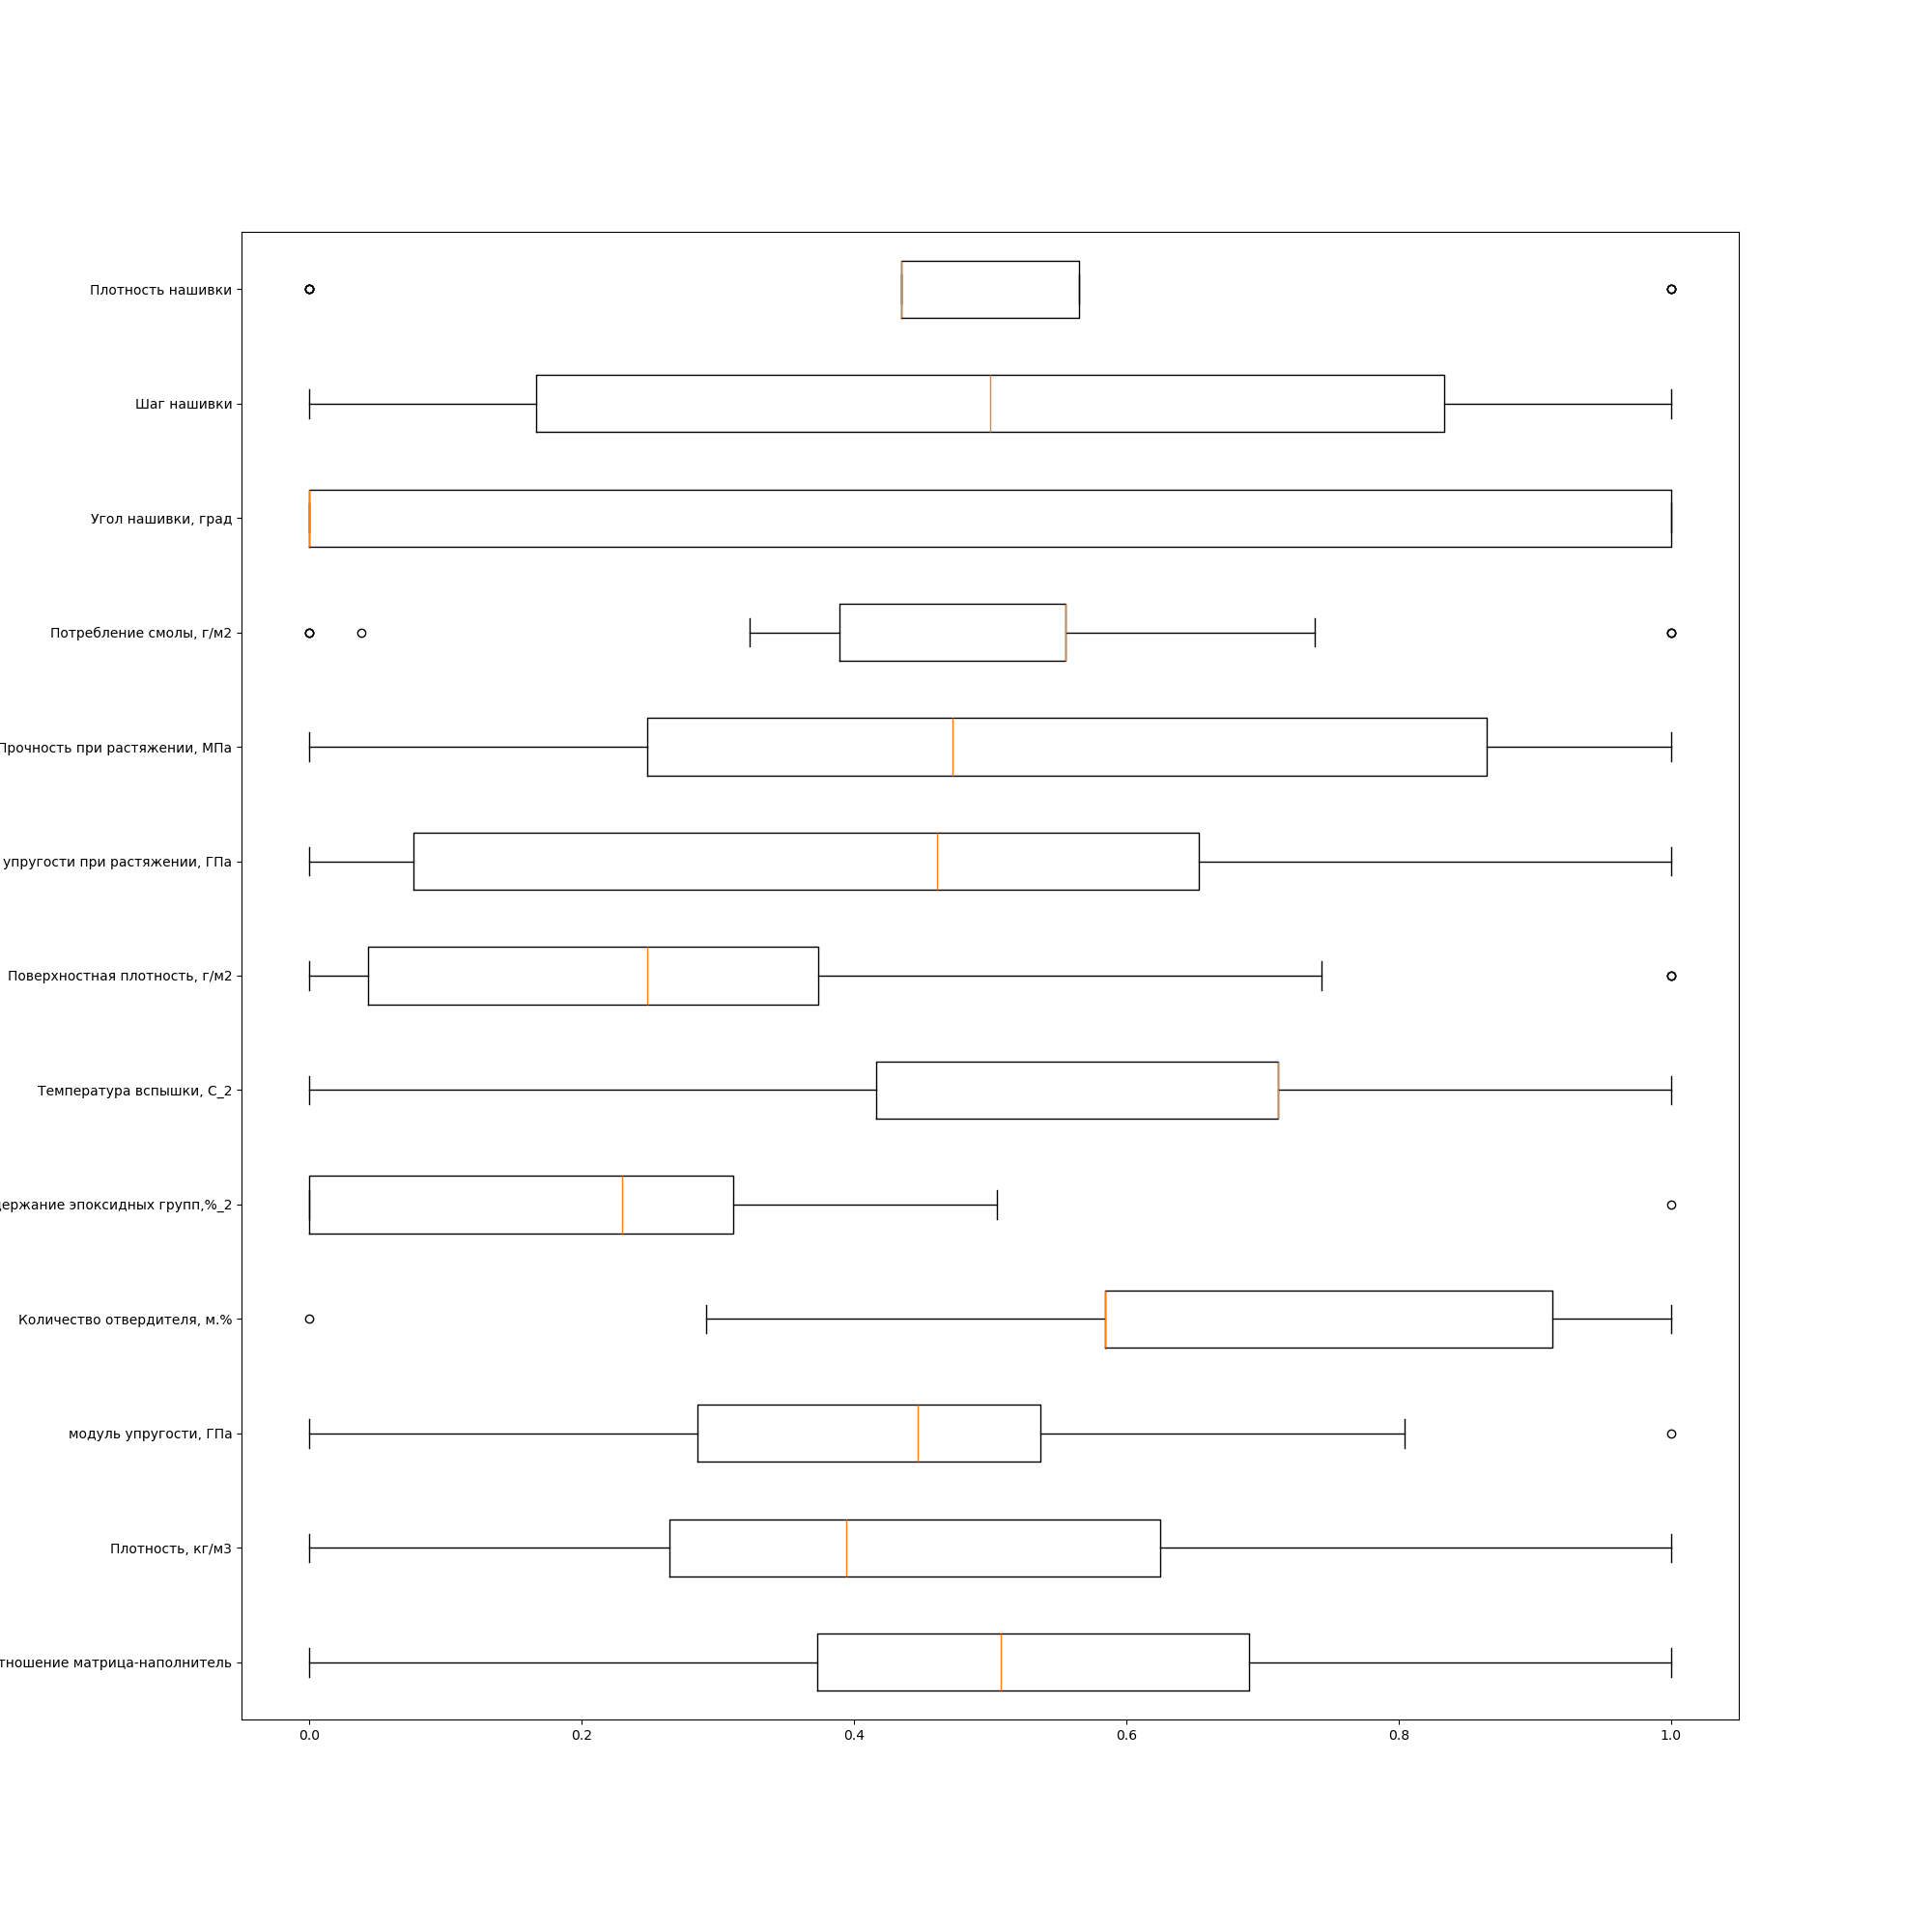 Плотность нашивки
Шаг нашивки
Угол нашивки, град
Потребление смолы, г/м2
Прочность при растяжении, МПа
упругости при растяжении, ГПа
Поверхностная плотность, г/м2
Температура вспышки, С_2
держание эпоксидных групп,%_2
Количество отвердителя, м.%
модуль упругости, ГПа
Плотность, кг/м3
тношение матрица-наполнитель
0.0 0.2 0.4 0.6 0.8 1.0